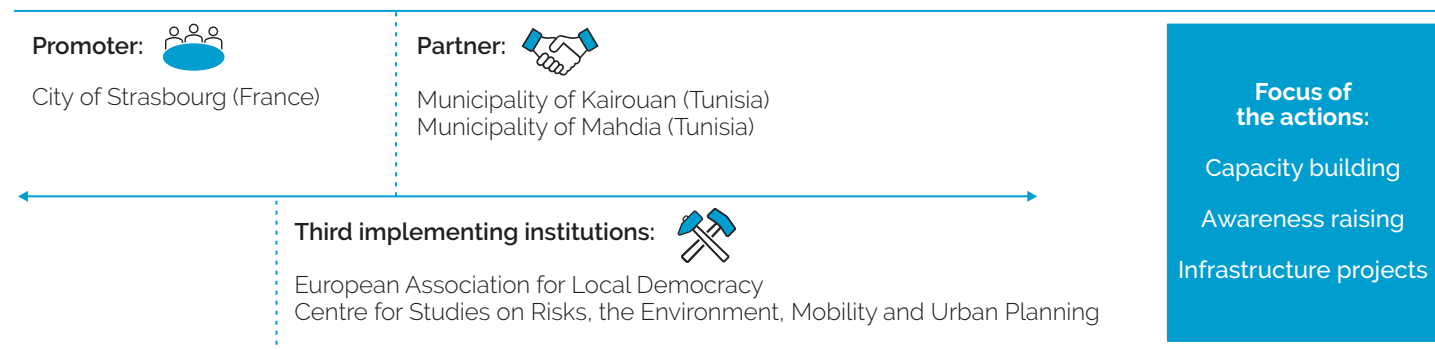 Promoter:
City of Strasbourg (France)
Partner:
Municipality of Kairouan (Tunisia)
Municipality of Mahdia (Tunisia)
Third implementing institutions:
European Association for Local Democracy
Centre for Studies on Risks, the Environment, Mobility and Urban Planning
Focus of
the actions:
Capacity building
Awareness raising
Infrastructure projects